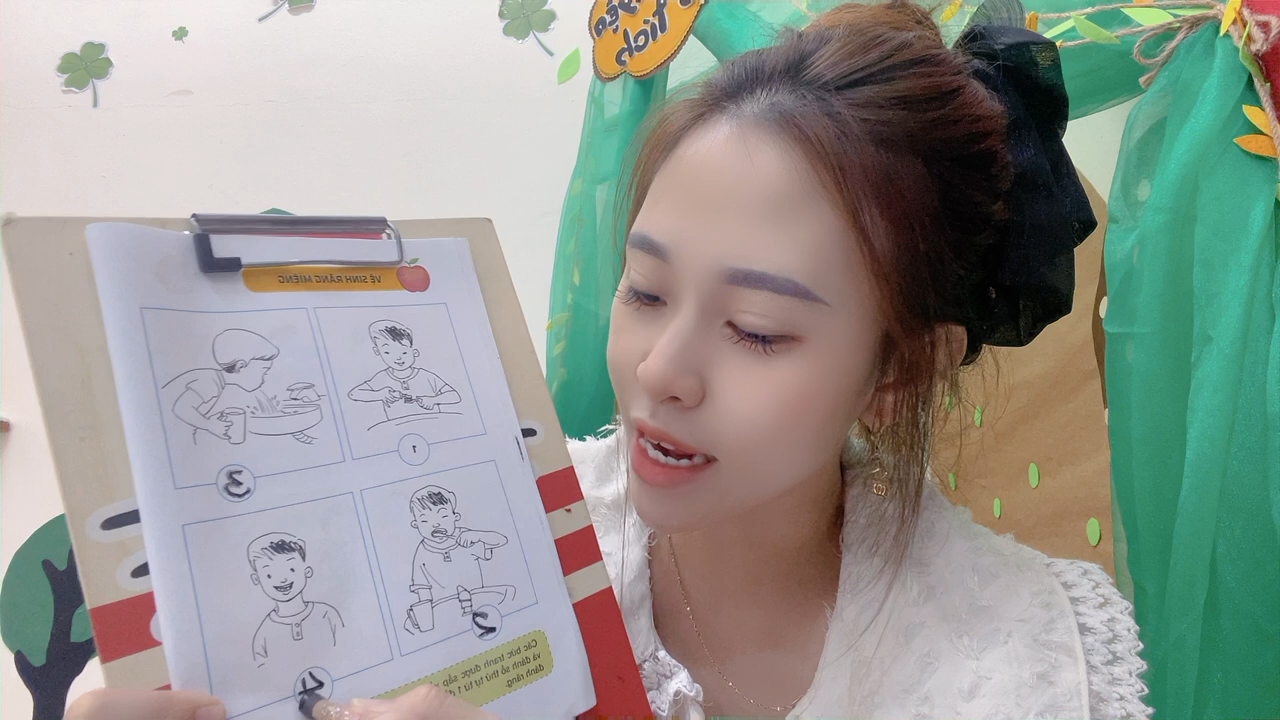 VỆ SINH RĂNG MIỆNG
1
3
2
4
Các bức tranh được sắp
và đánh số thứ tự từ 1
đánh răng.